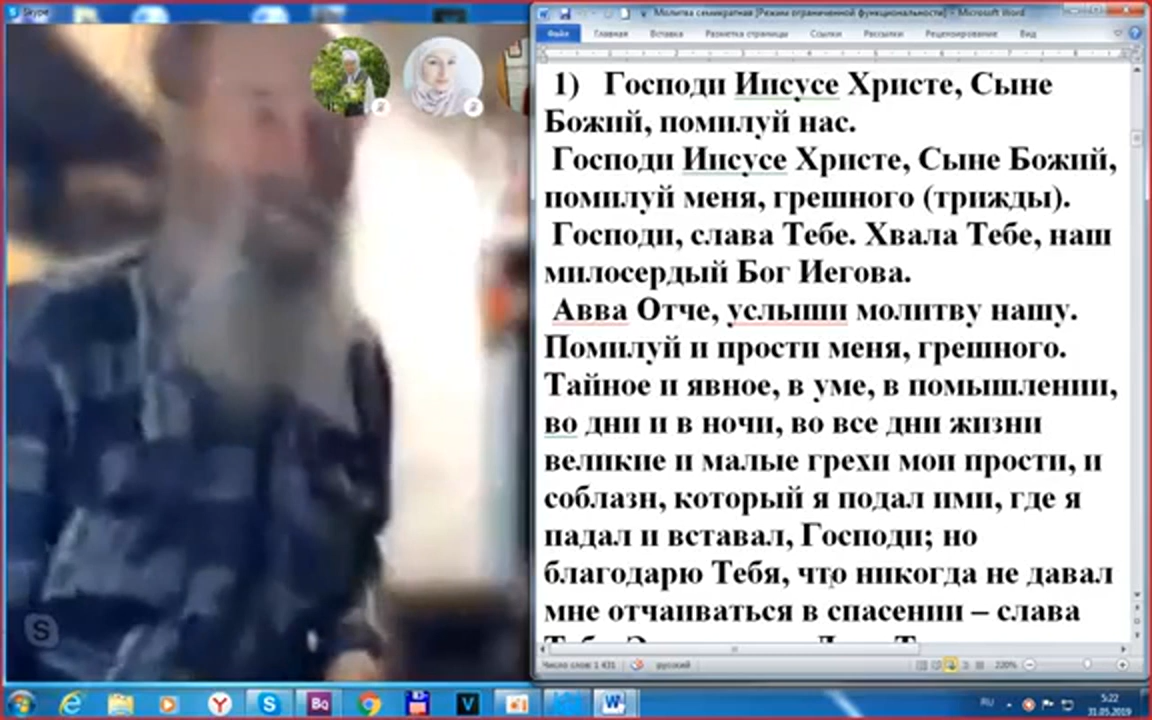 Skype
Молитва семикратная [Режим ограниченной функциональности] - Microsoft Word
Файл Главная Вставка Разметка страницы Ссылки Рассылки Рецензирование Вид
1) Господи Иисусе Христе, Сыне
Божий, помилуй нас.
Господи Иисусе Христе, Сыне Божий,
помилуй меня, грешного (трижды).
Господи, слава Тебе. Хвала Тебе, наш
милосердый Бог Иегова.
Авва Отче, услыши молитву нашу.
Помилуй и прости меня, грешного.
Тайное и явное, в уме, в помышлении,
во дни и в ночи, во все дни жизни
великие и малые грехи мои прости, и
соблазн, который я подал ими, где я
падал и вставал, Господи; но
благодарю Тебя, что никогда не давал
мне отчаиваться в спасении – слава
Число слов: 1 431 русский 220%
RU 5:22
31.05.2019